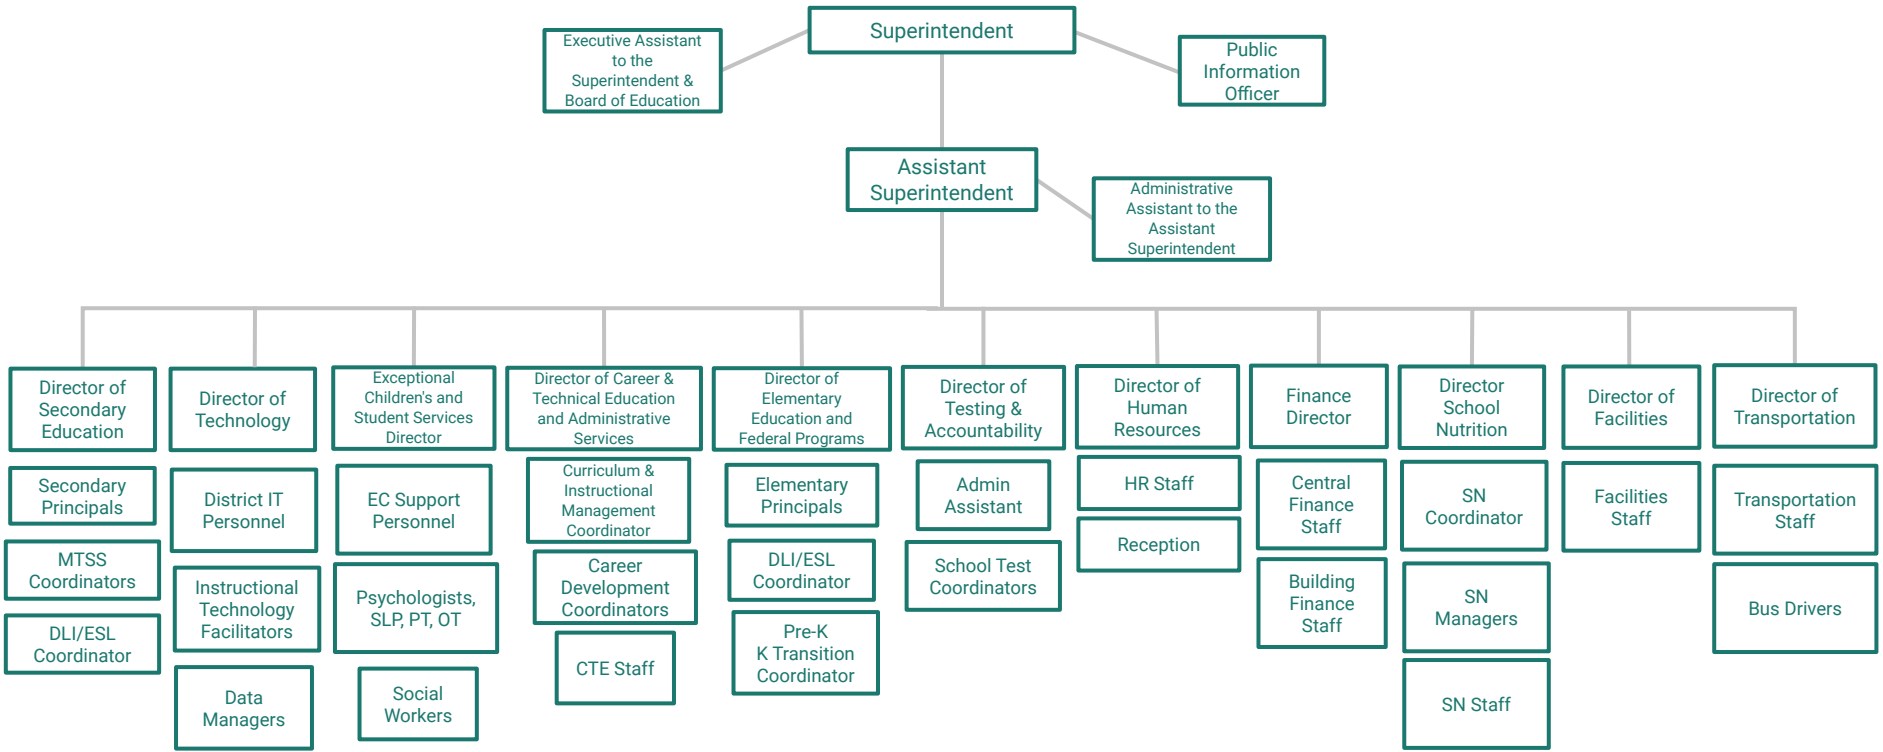 Superintendent
Executive Assistant
to the
Superintendent &
Board of Education
Public
Information
Officer
Assistant
Superintendent
Administrative
Assistant to the
Assistant
Superintendent
Director of
Secondary
Education
Secondary
Principals
MTSS
Coordinators
DLI/ESL
Coordinator
Director of
Technology
District IT
Personnel
Instructional
Technology
Facilitators
Data
Managers
Exceptional
Children's and
Student Services
Director
EC Support
Personnel
Psychologists,
SLP, PT, OT
Social
Workers
Director of Career &
Technical Education
and Administrative
Services
Curriculum &
Instructional
Management
Coordinator
Career
Development
Coordinators
CTE Staff
Director of
Elementary
Education and
Federal Programs
Elementary
Principals
DLI/ESL
Coordinator
Pre-K
K Transition
Coordinator
Director of
Testing &
Accountability
Admin
Assistant
School Test
Coordinators
Director of
Human
Resources
HR Staff
Reception
Finance
Director
Central
Finance
Staff
Building
Finance
Staff
Director
School
Nutrition
SN
Coordinator
SN
Managers
SN Staff
Director of
Facilities
Facilities
Staff
Director of
Transportation
Transportation
Staff
Bus Drivers